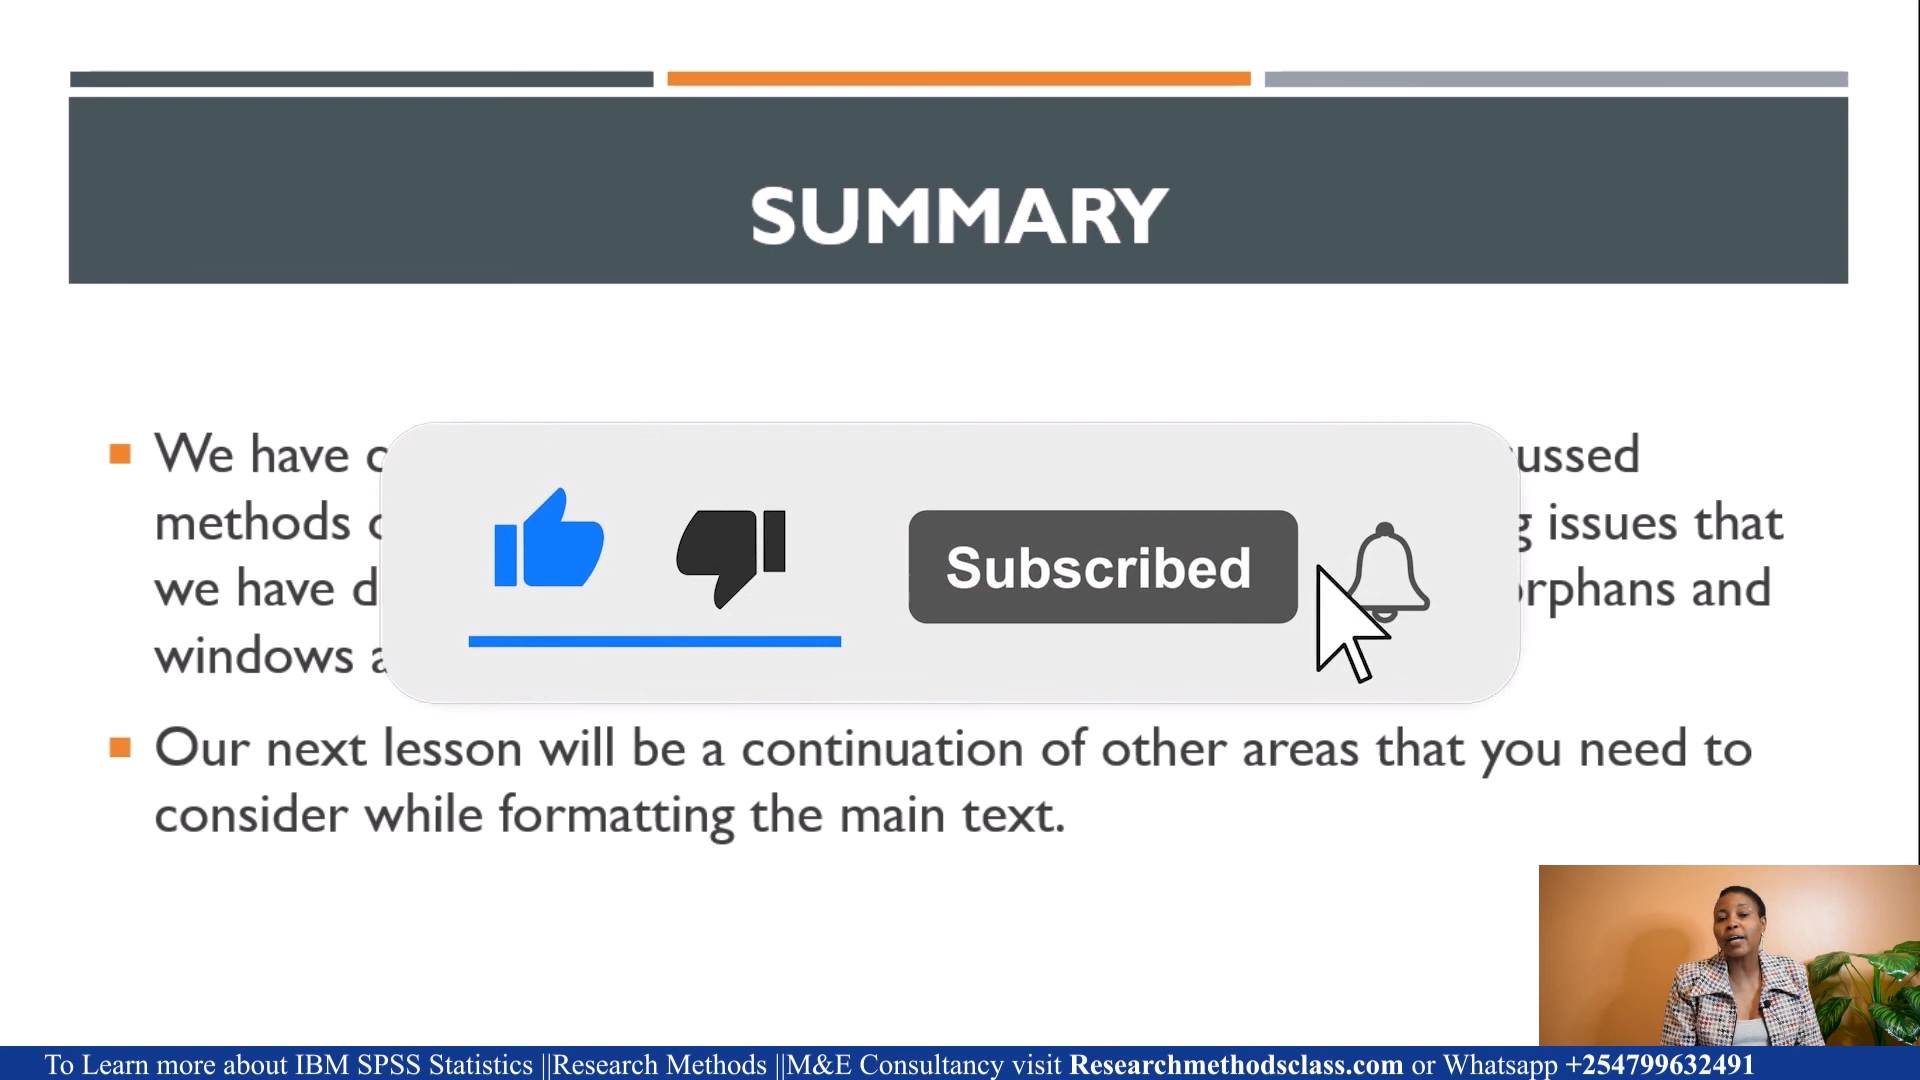 SUMMARY
We have ussed
methods issues that
we have rphans and
windows
Subscribed
Our next lesson will be a continuation of other areas that you need to
consider while formatting the main text.
To Learn more about IBM SPSS Statistics ||Research Methods ||M&E Consultancy visit Researchmethodsclass.com or Whatsapp +254799632491